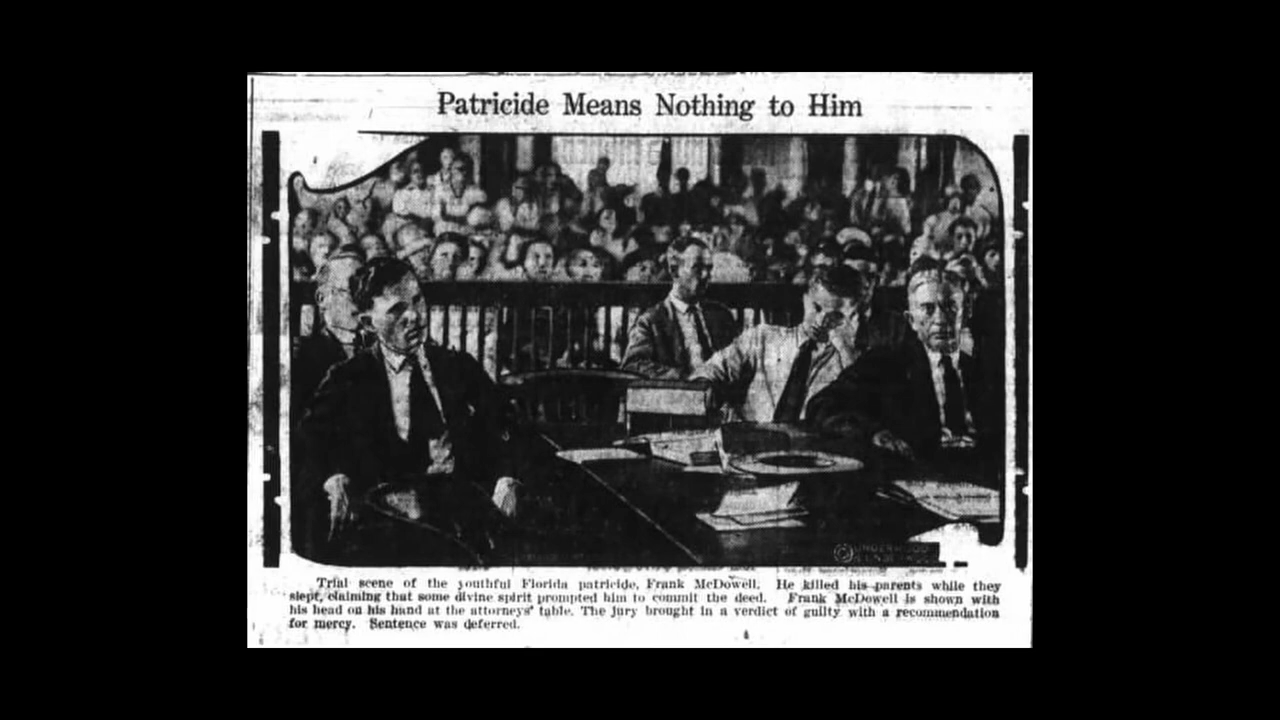 Patricide Means Nothing to Him
UNDERWOOD
& UNDERWOOD
Trial scene of the youthful Florida patricide, Frank McDowell. He killed his parents while they
slept, claiming that some divine spirit prompted him to commit the deed. Frank McDowell is shown with
his head on his hand at the attorneys' table. The jury brought in a verdict of guilty with a recommendation
for mercy. Sentence was deferred.